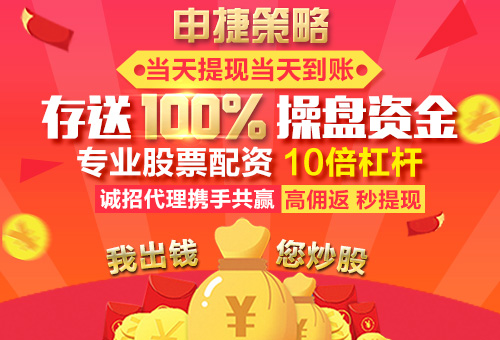 申捷策略
当天提现当天到账
存送100%操盘资金
专业股票配资 10倍杠杆
诚招代理携手共赢 高佣返 秒提现
我出钱 您炒股
¥